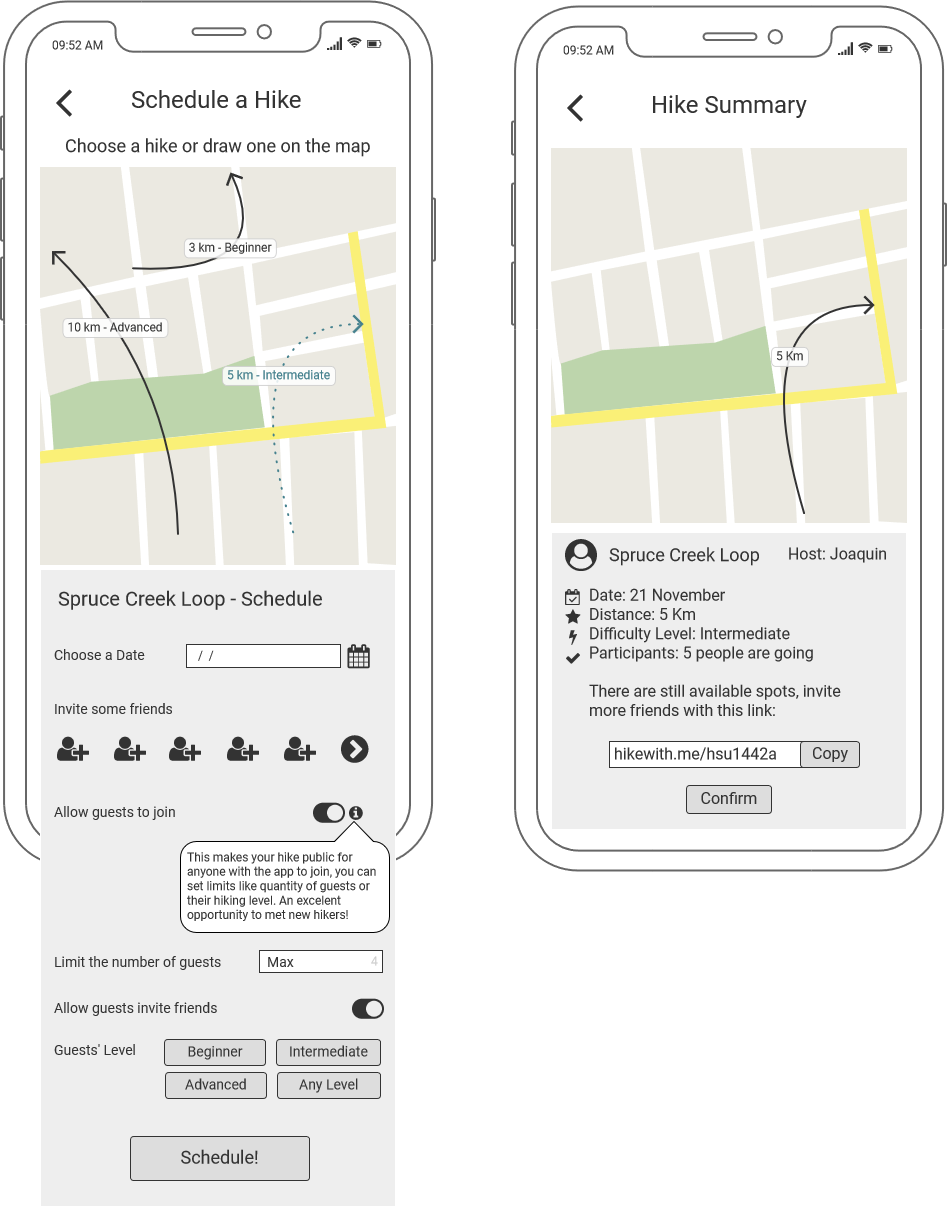 09:52 AM
Schedule a Hike
Choose a hike or draw one on the map
3 km - Beginner
10 km - Advanced
5 km - Intermediate
Spruce Creek Loop - Schedule
Choose a Date
/ /
Invite some friends
Allow guests to join
This makes your hike public for
anyone with the app to join, you can
set limits like quantity of guests or
their hiking level. An excelent
opportunity to met new hikers!
Limit the number of guests
Max 4
Allow guests invite friends
Guests' Level
Beginner
Intermediate
Advanced
Any Level
Schedule!
09:52 AM
Hike Summary
5 Km
Spruce Creek Loop
Host: Joaquin
Date: 21 November
Distance: 5 Km
Difficulty Level: Intermediate
Participants: 5 people are going
There are still available spots, invite
more friends with this link:
hikewith.me/hsu1442a
Copy
Confirm